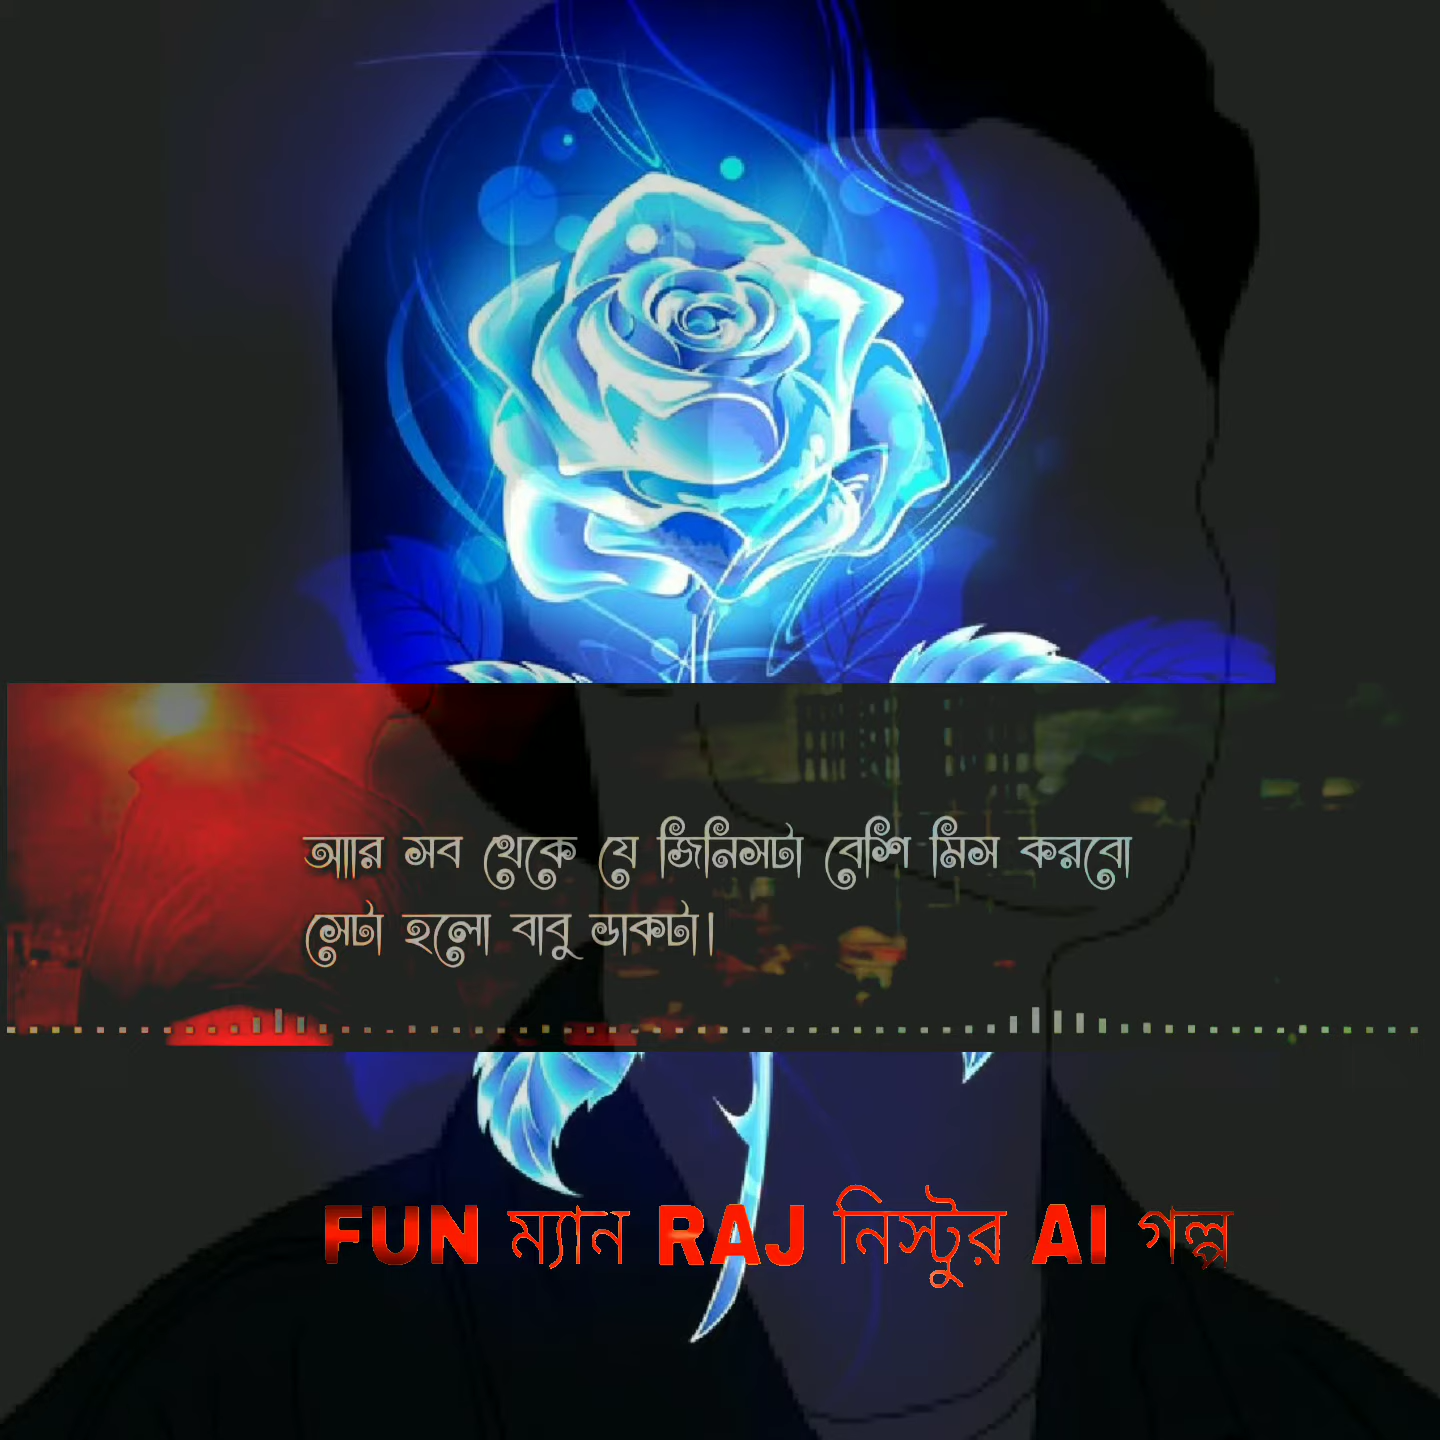 আর সব থেকে যে জিনিসটা বেশি মিস করবো
সেটা হলো বাবু ডাকটা।
FUN ম্যান RAJ নিস্টুর AI গল্প